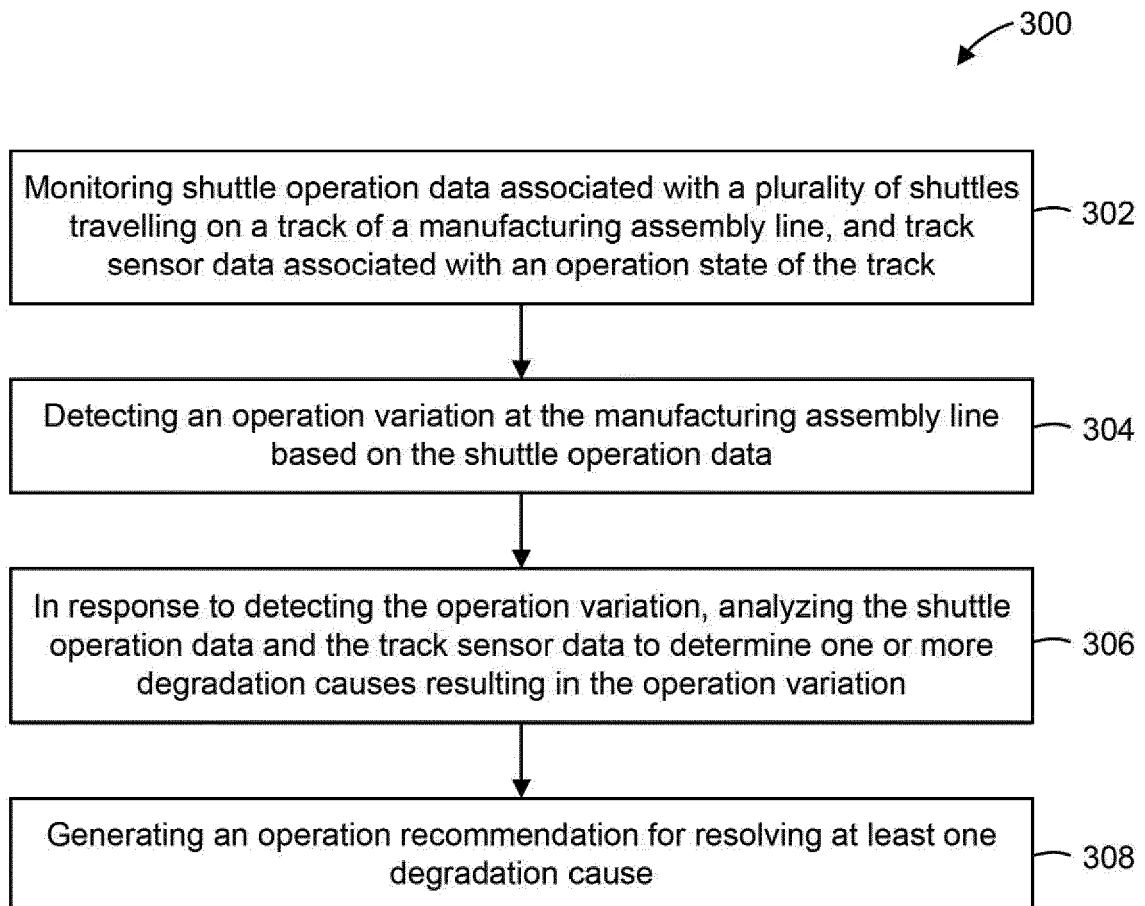 300
Monitoring shuttle operation data associated with a plurality of shuttles
travelling on a track of a manufacturing assembly line, and track
sensor data associated with an operation state of the track
302
Detecting an operation variation at the manufacturing assembly line
based on the shuttle operation data
304
In response to detecting the operation variation, analyzing the shuttle
operation data and the track sensor data to determine one or more
degradation causes resulting in the operation variation
306
Generating an operation recommendation for resolving at least one
degradation cause
308